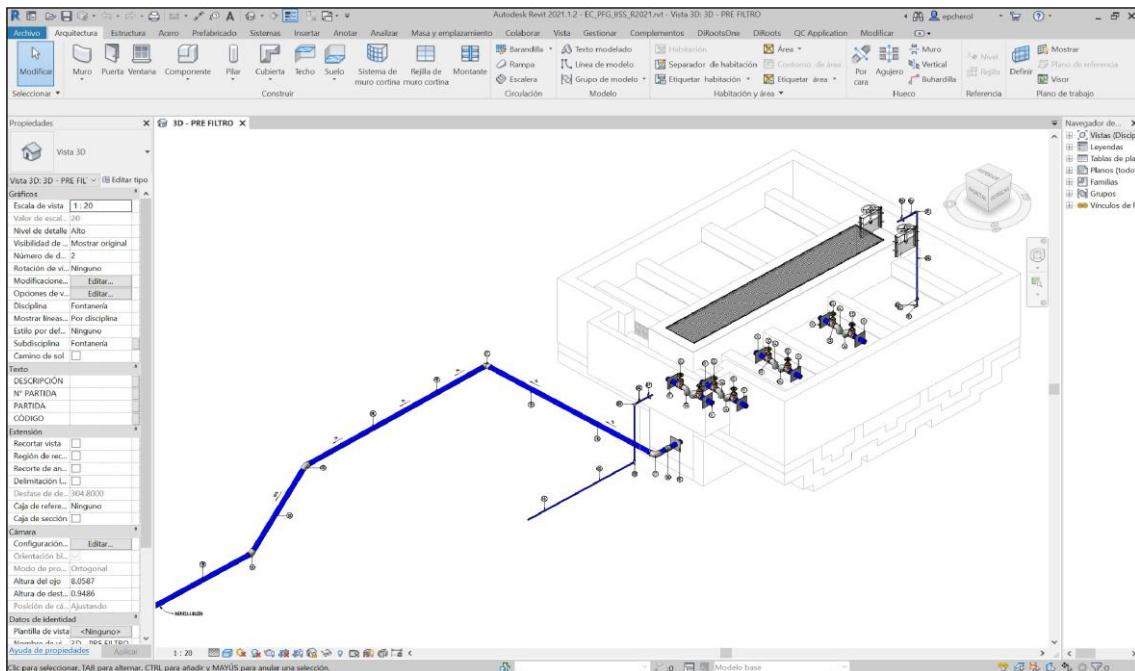 Autodesk Revit 2021.1.2 - EC_PFG_IISS_R2021.rvt - Vista 3D: 3D - PRE FILTRO
epcherol
Archivo Arquitectura Estructura Acero Prefabricado Sistemas Insertar Anotar Analizar Masa y emplazamiento Colaborar Vista Gestionar Complementos DiRootsOne DiRoots QC Application Modificar
Modificar
Muro Puerta Ventana Componente Pilar Cubierta Techo Suelo Sistema de muro cortina Rejilla de muro cortina Montante
Barandilla
Rampa
Escalera
Texto modelado
Línea de modelo
Grupo de modelo
Habitación
Separador de habitación
Etiquetar habitación
Área
Contorno de área
Etiquetar área
Por cara
Agujero
Muro
Vertical
Buhardilla
Nivel
Rejilla
Definir
Mostrar
Plano de referencia
Visor
Seleccionar Construir Circulación Modelo Habitación y área Hueco Referencia Plano de trabajo
Propiedades X
3D - PRE FILTRO X
Navegador de... X
Vista 3D
Vistas (Discip
Leyendas
Tablas de pla
Planos (todo
Familias
Grupos
Vínculos de R
Vista 3D: 3D - PRE FIL Editar tipo
Gráficos
Escala de vista 1 : 20
Valor de escal... 20
Nivel de detalle Alto
Visibilidad de ... Mostrar original
Número de d... 2
Rotación de vi... Ninguno
Modificacione... Editar...
Opciones de v... Editar...
Disciplina Fontanería
Mostrar líneas... Por disciplina
Estilo por def... Ninguno
Subdisciplina Fontanería
Camino de sol
Texto
DESCRIPCIÓN
N° PARTIDA
PARTIDA
CÓDIGO
Extensión
Recortar vista
Región de rec...
Recorte de an...
Delimitación l...
Desfase de de... 304.8000
Caja de refere... Ninguno
Caja de sección
Cámara
Configuración... Editar...
Orientación bl...
Modo de pro... Ortogonal
Altura del ojo 8.0587
Altura de dest... 0.9486
Posición de cá... Ajustando
Datos de identidad
Plantilla de vista <Ninguno>
Ayuda de propiedades Aplicar
1 : 20
Clic para seleccionar, TAB para alternar, CTRL para añadir y MAYÚS para anular una selección.
:0
Modelo base